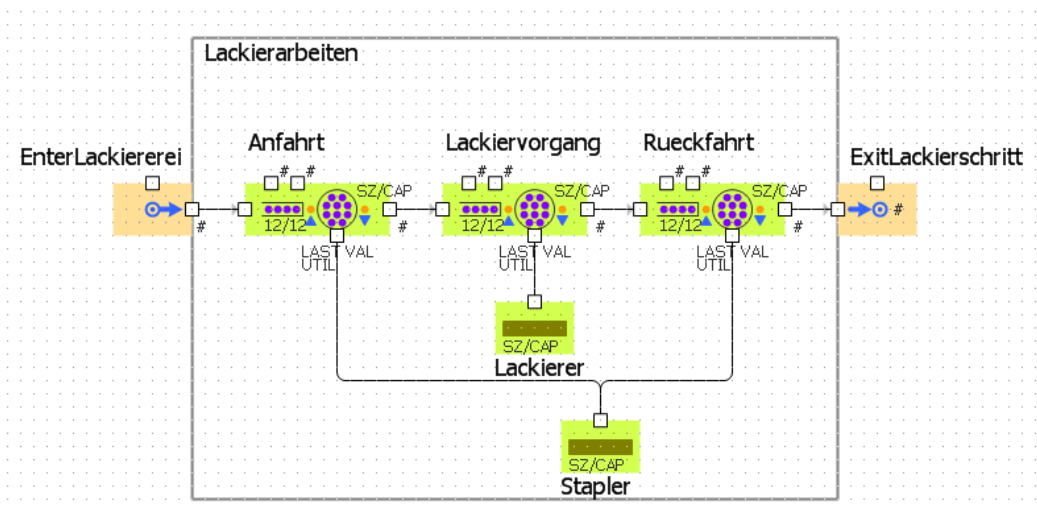 Lackierarbeiten
Anfahrt
Lackiervorgang
Rueckfahrt
EnterLackiererei
ExitLackierschritt
# #
# #
# #
SZ/CAP
SZ/CAP
SZ/CAP
#
12/12
12/12
12/12
#
#
#
#
LAST VAL
UTIL
LAST VAL
UTIL
LAST VAL
UTIL
SZ/CAP
Lackierer
SZ/CAP
Stapler